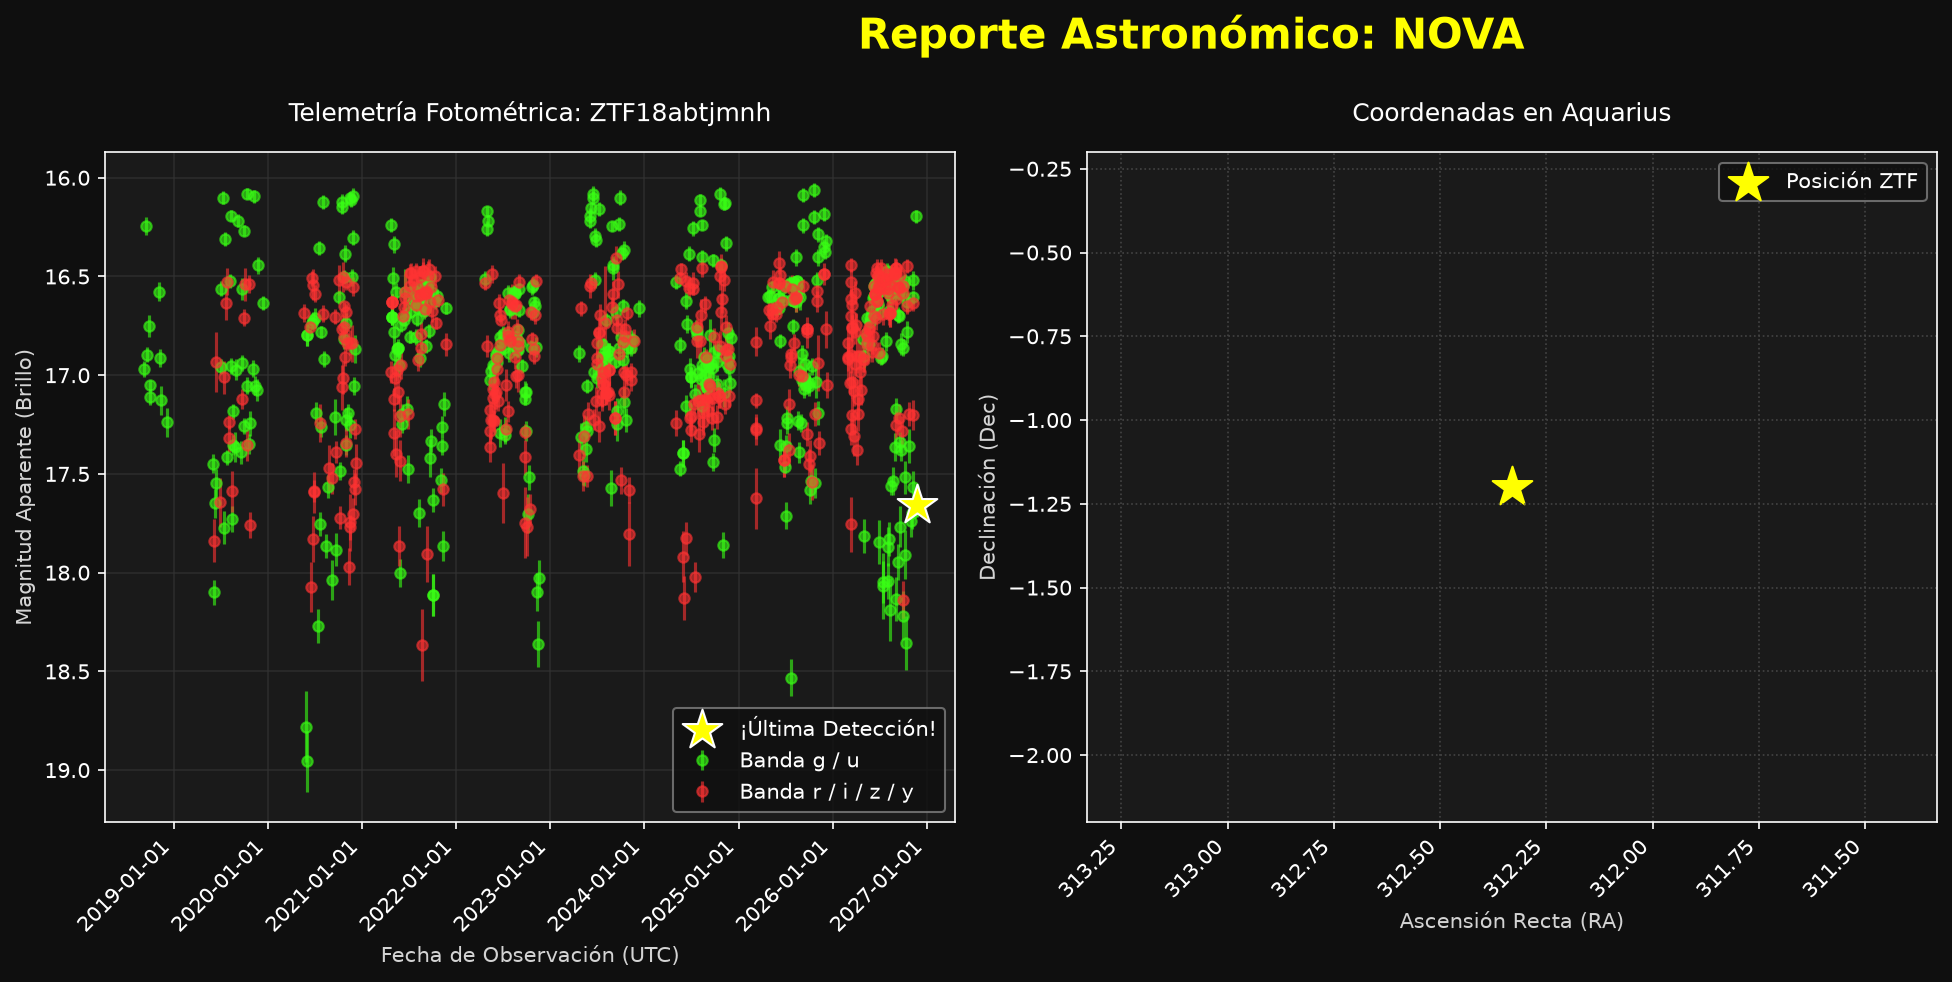 Reporte Astronómico: NOVA
Telemetría Fotométrica: ZTF18abtjmnh
Magnitud Aparente (Brillo)
16.0
16.5
17.0
17.5
18.0
18.5
19.0
¡Última Detección!
Banda g / u
Banda r / i / z / y
2019-01-01
2020-01-01
2021-01-01
2022-01-01
2023-01-01
2024-01-01
2025-01-01
2026-01-01
2027-01-01
Fecha de Observación (UTC)
Coordenadas en Aquarius
Posición ZTF
Declinación (Dec)
−0.25
−0.50
−0.75
−1.00
−1.25
−1.50
−1.75
−2.00
313.25
313.00
312.75
312.50
312.25
312.00
311.75
311.50
Ascensión Recta (RA)